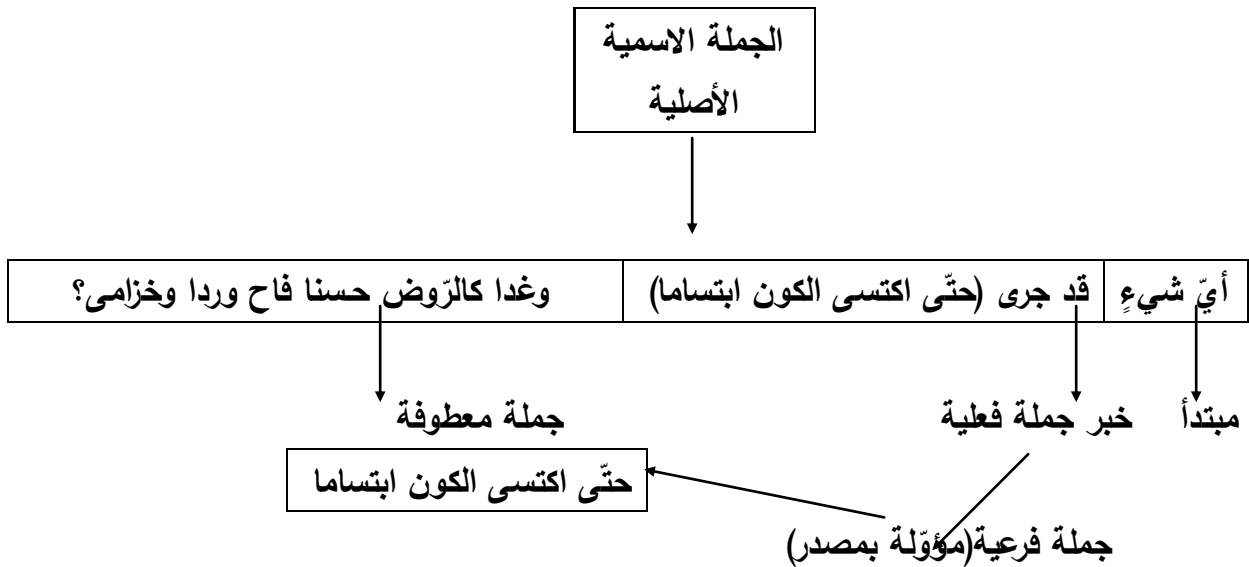 الجملة الاسمية
الأصلية
أيّ شيءٍ قد جرى (حتّى اكتسى الكون ابتساما) وغدا كالرّوض حسنا فاح وردا وخزامى؟
مبتدأ خبر جملة فعلية جملة معطوفة
حتّى اكتسى الكون ابتساما
جملة فرعية(مؤوّلة بمصدر)